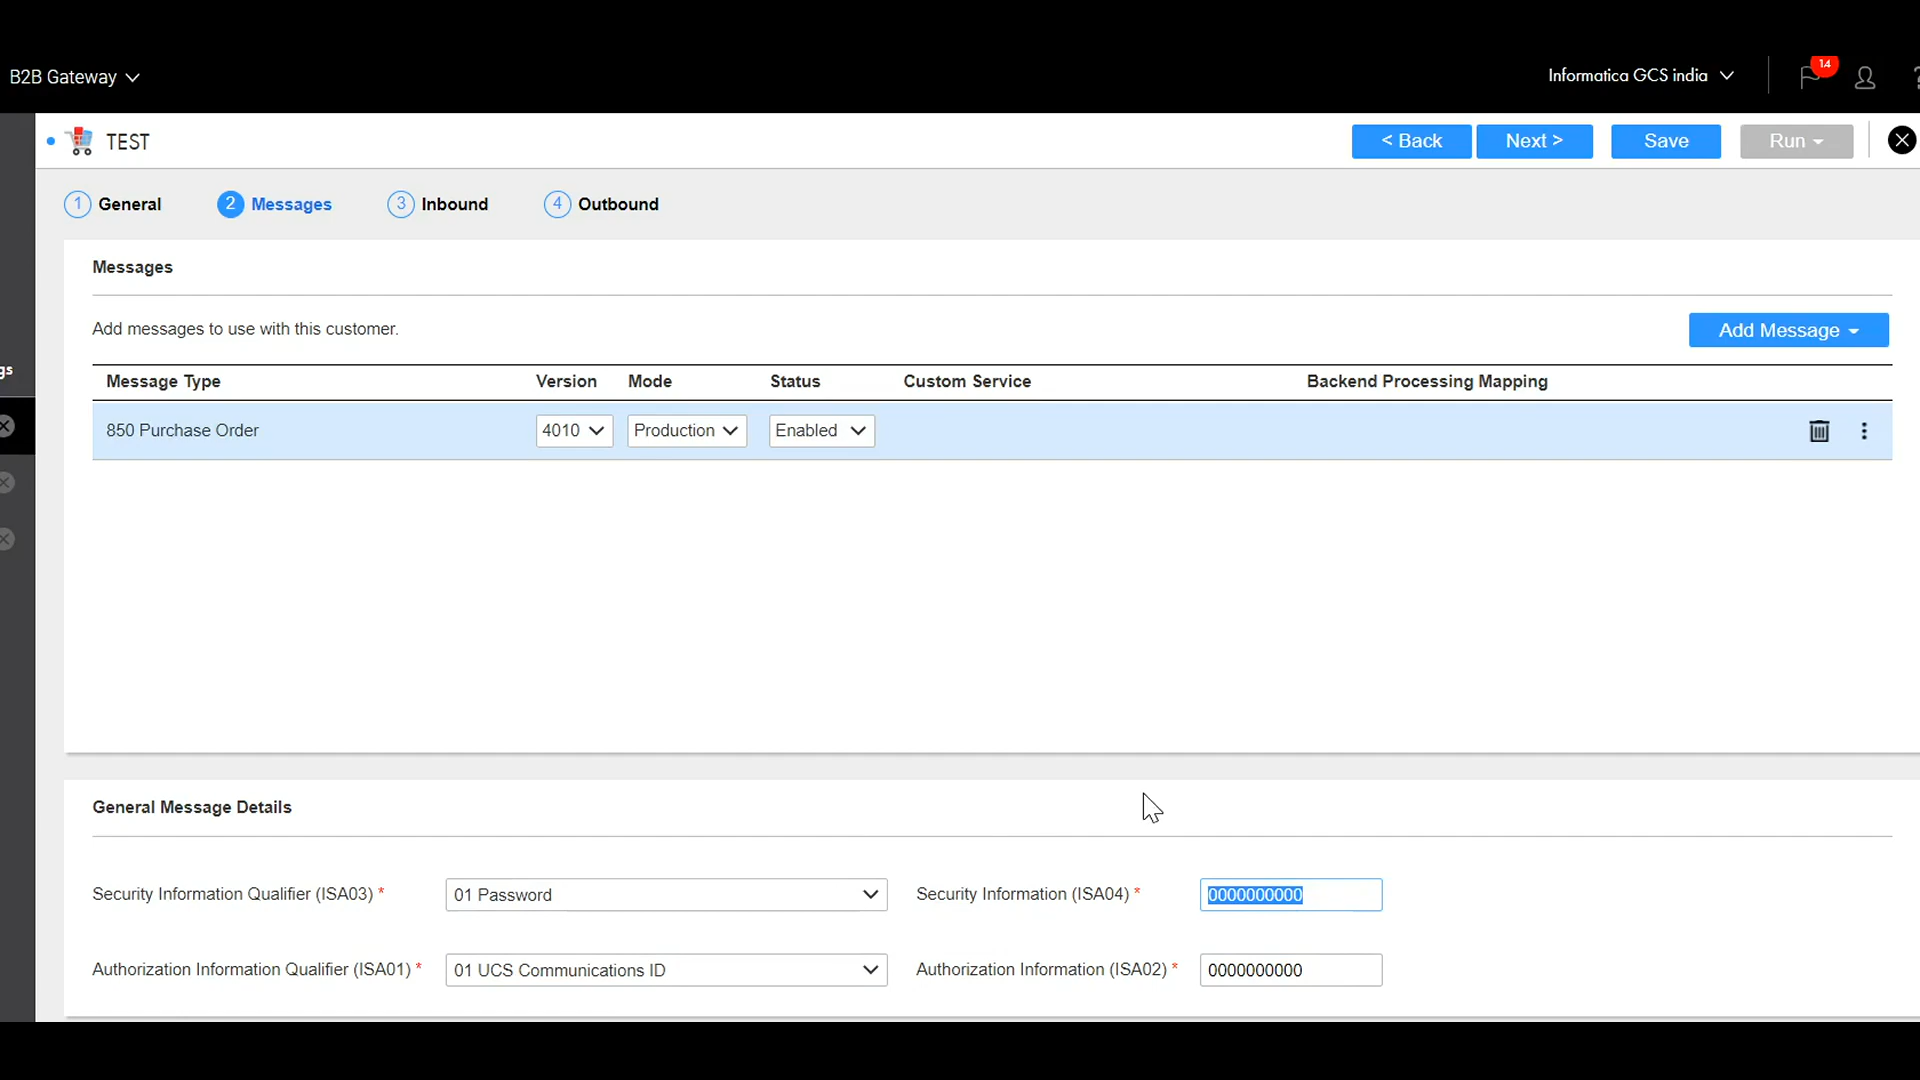 B2B Gateway
Informatica GCS india
14
?
TEST
< Back
Next >
Save
Run
1 General
2 Messages
3 Inbound
4 Outbound
Messages
Add messages to use with this customer.
Add Message
gs
Message Type Version Mode Status Custom Service Backend Processing Mapping
850 Purchase Order 4010 Production Enabled
General Message Details
Security Information Qualifier (ISA03) * 01 Password Security Information (ISA04) * 0000000000
Authorization Information Qualifier (ISA01) * 01 UCS Communications ID Authorization Information (ISA02) * 0000000000